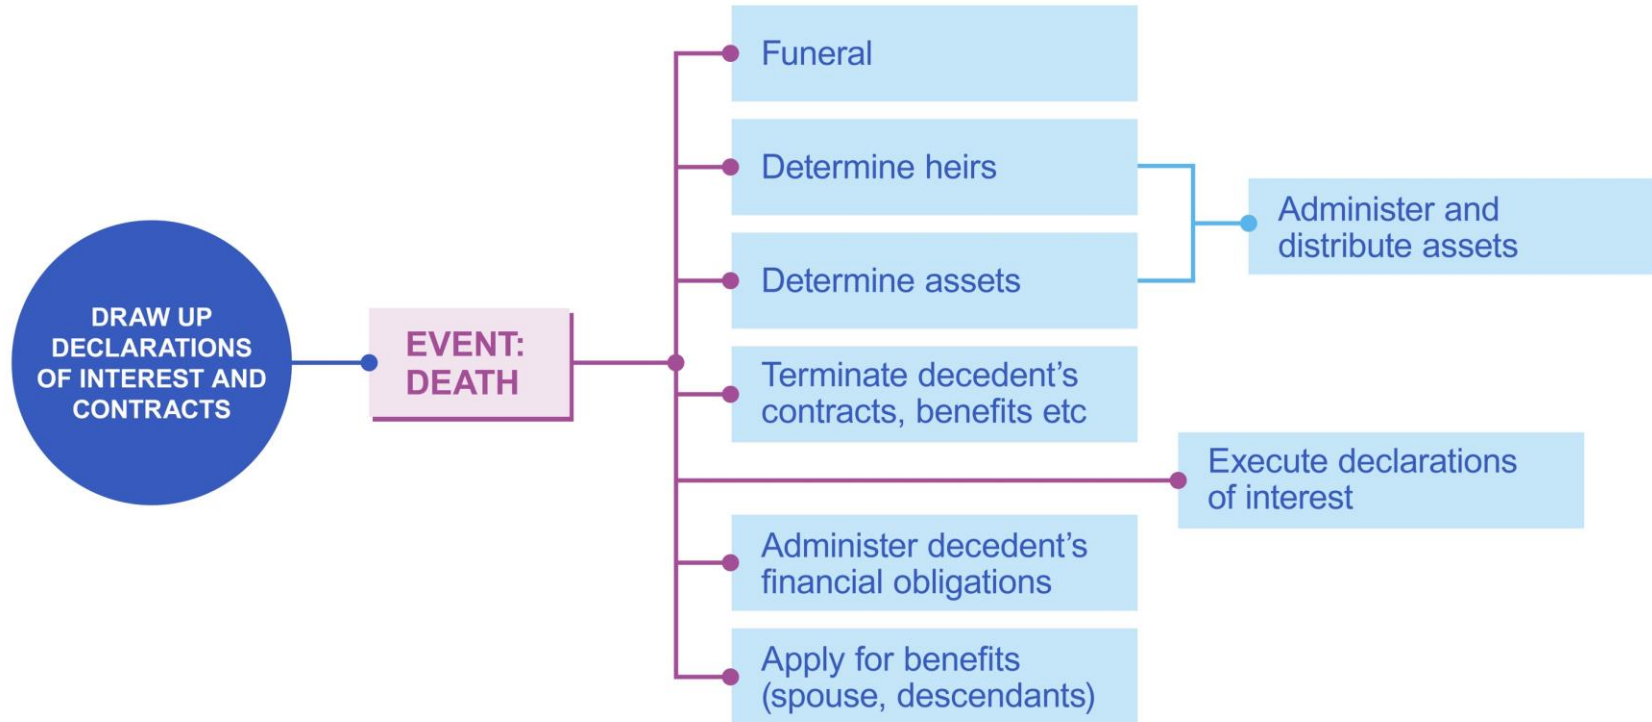 Funeral
Determine heirs
Determine assets
Administer and
distribute assets
DRAW UP
DECLARATIONS
OF INTEREST AND
CONTRACTS
EVENT:
DEATH
Terminate decedent’s
contracts, benefits etc
Execute declarations
of interest
Administer decedent’s
financial obligations
Apply for benefits
(spouse, descendants)